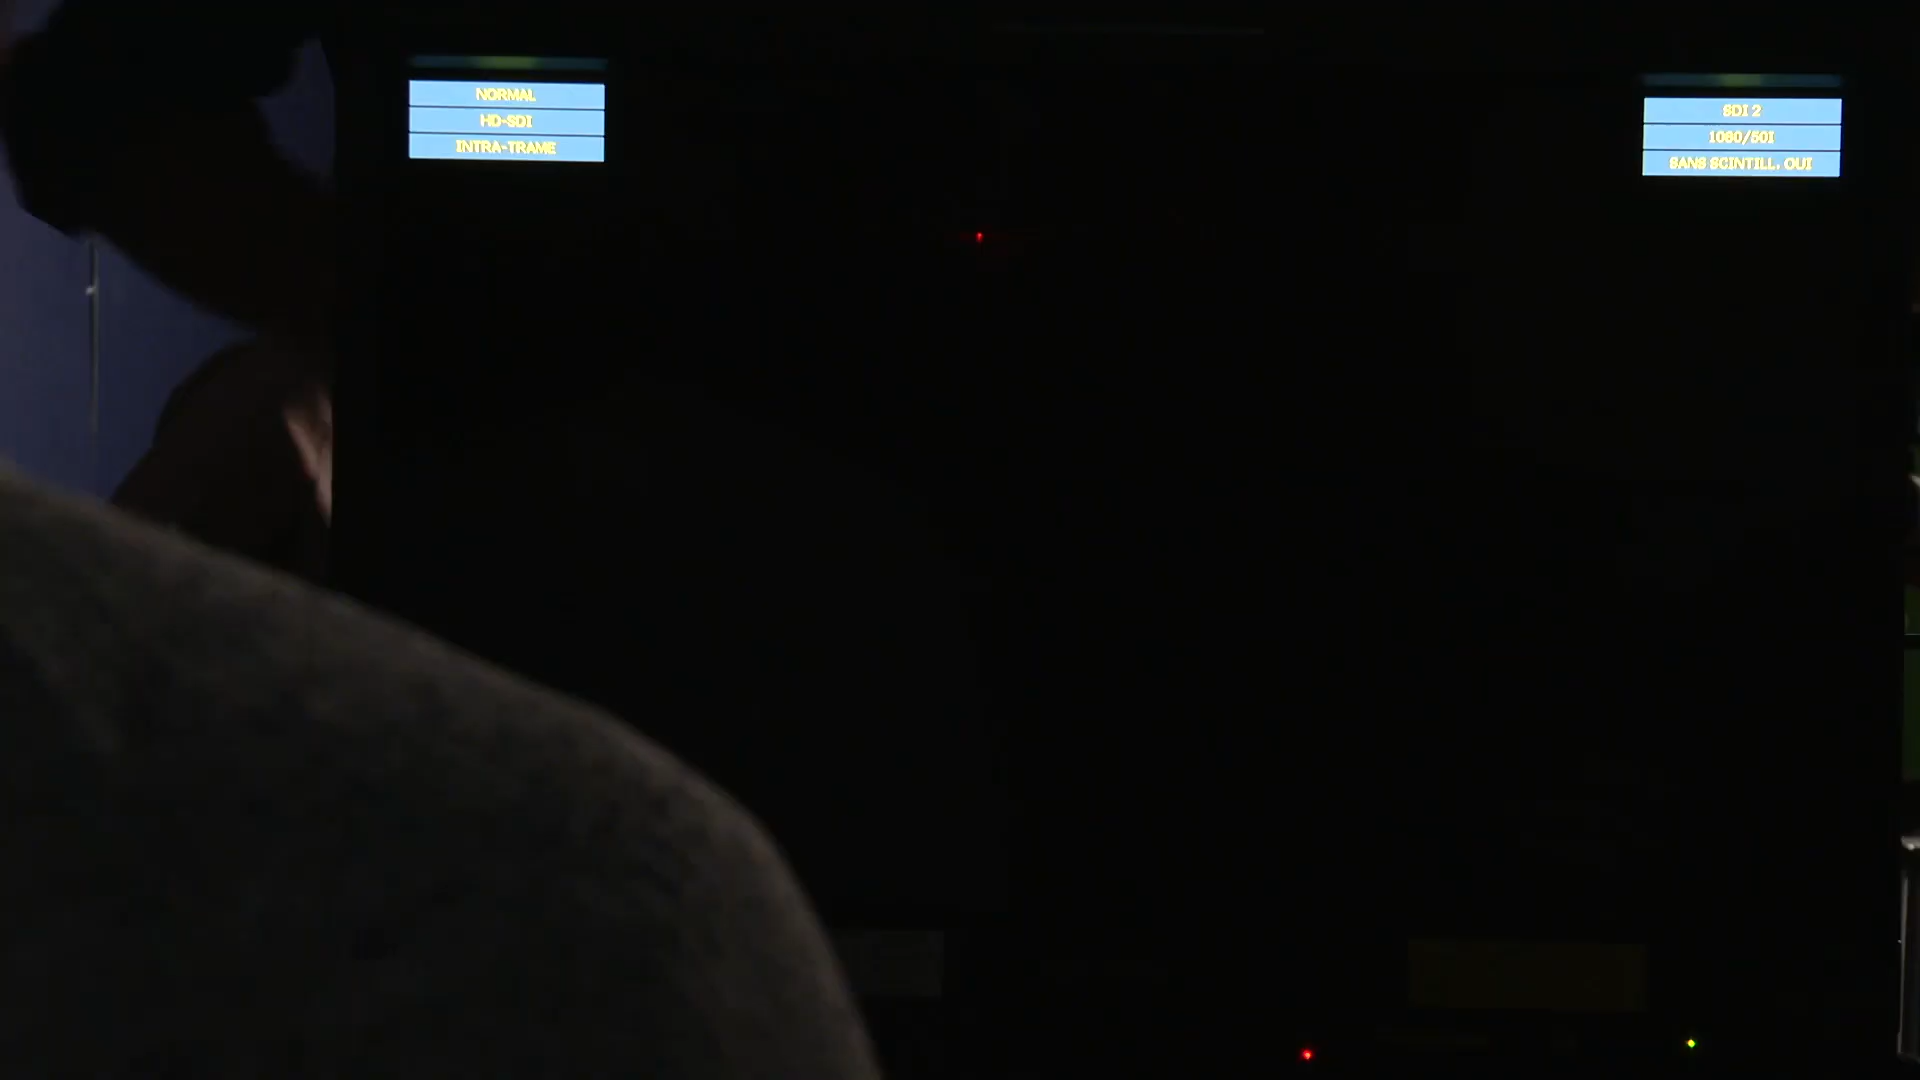 NORMAL
HD-SDI
INTRA-TRAME
SDI 2
1080/50I
SANS SCINTILL. OUI